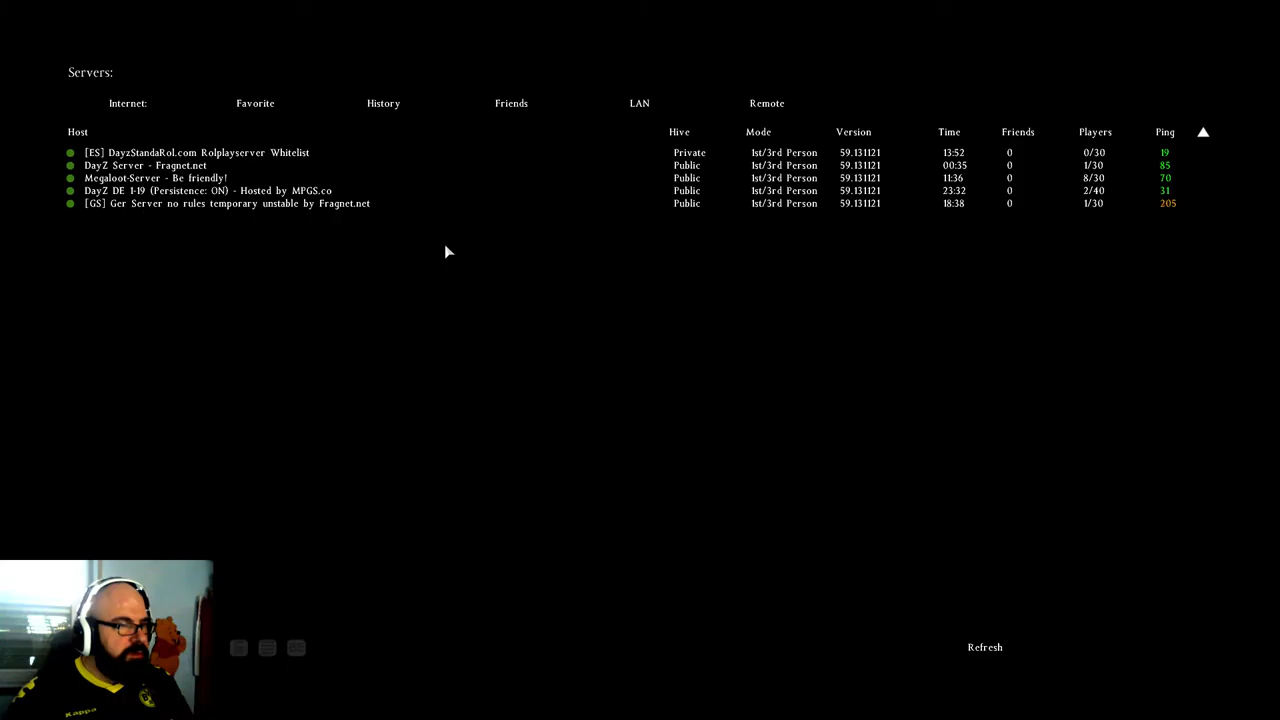 Servers:
Internet: Favorite History Friends LAN Remote
Host Hive Mode Version Time Friends Players Ping
[ES] DayzStandaRol.com Rolplayserver Whitelist Private 1st/3rd Person 59.131121 13:52 0 0/30 19
DayZ Server - Fragnet.net Public 1st/3rd Person 59.131121 00:35 0 1/30 85
Megaloot-Server - Be friendly! Public 1st/3rd Person 59.131121 11:36 0 8/30 70
DayZ DE 1-19 (Persistence: ON) - Hosted by MPGS.co Public 1st/3rd Person 59.131121 23:32 0 2/40 31
[GS] Ger Server no rules temporary unstable by Fragnet.net Public 1st/3rd Person 59.131121 18:38 0 1/30 205
Refresh
Kappa